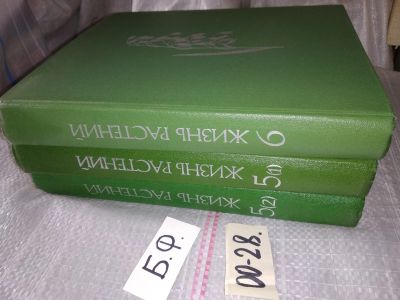 6 ЖИЗНЬ РАСТЕНИЙ
5(1) ЖИЗНЬ РАСТЕНИЙ
5(2) ЖИЗНЬ РАСТЕНИЙ
Б.Ф.
00-28.